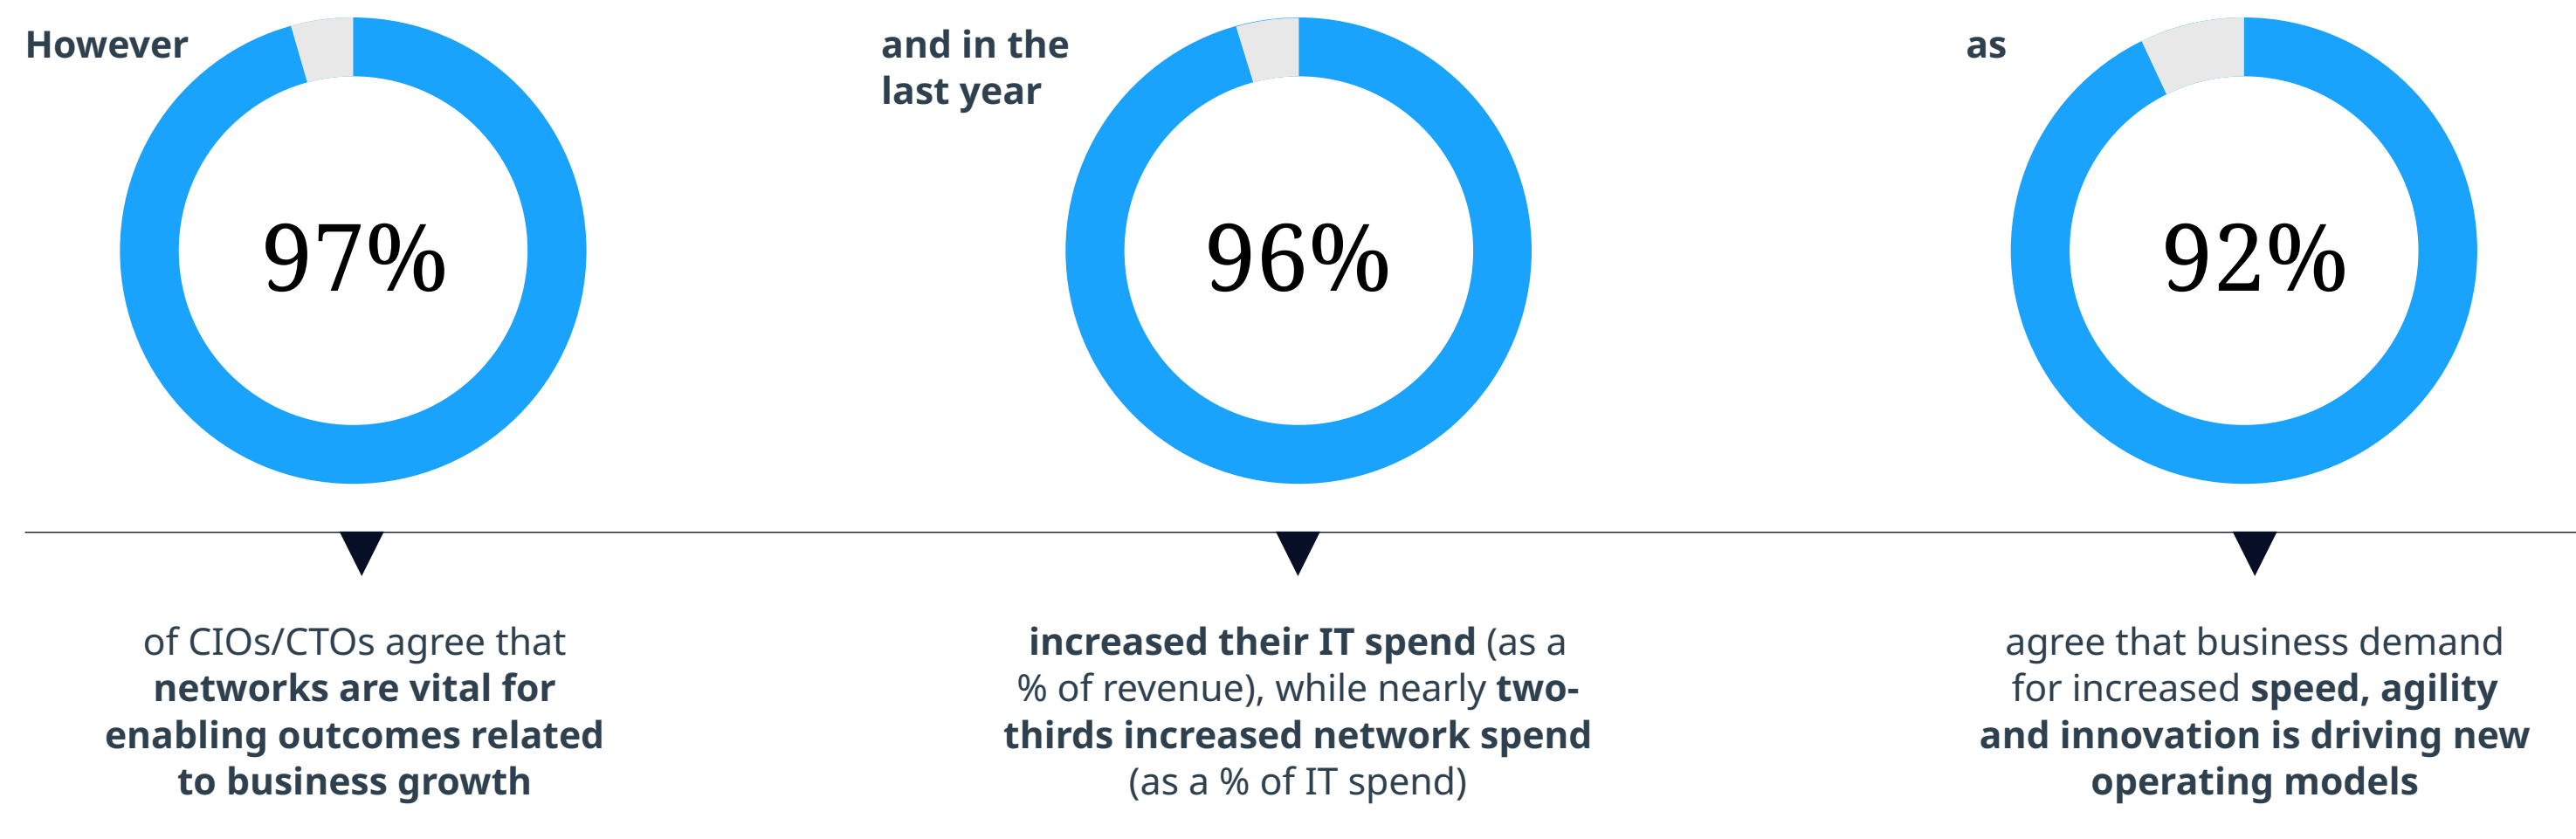 However
97%
of CIOs/CTOs agree that
networks are vital for
enabling outcomes related
to business growth
and in the
last year
96%
increased their IT spend (as a
% of revenue), while nearly two-
thirds increased network spend
(as a % of IT spend)
as
92%
agree that business demand
for increased speed, agility
and innovation is driving new
operating models